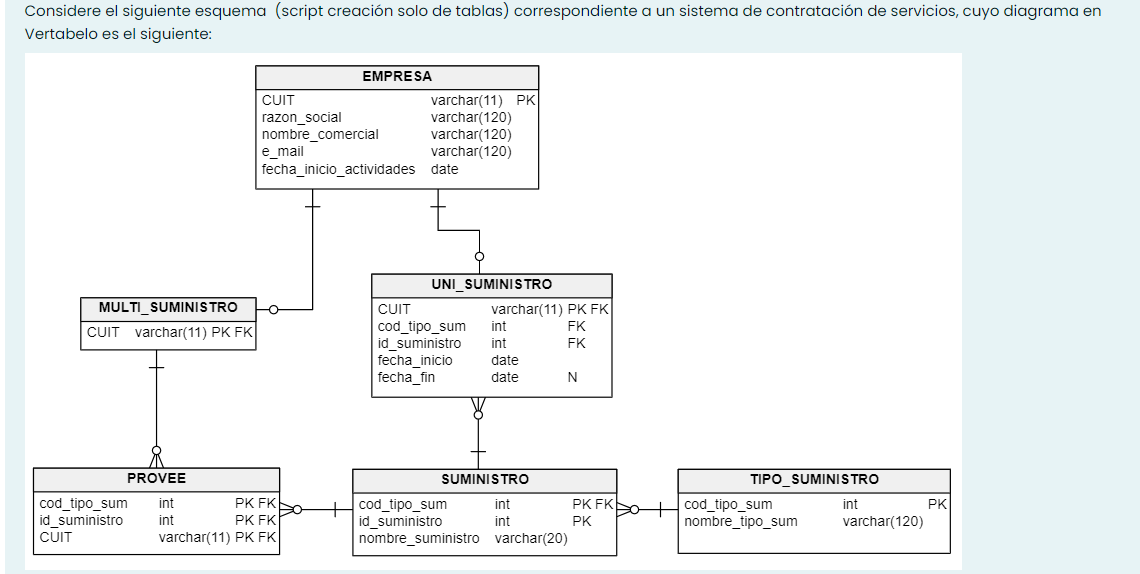 Considere el siguiente esquema (script creación solo de tablas) correspondiente a un sistema de contratación de servicios, cuyo diagrama en
Vertabelo es el siguiente:
EMPRESA
CUIT varchar(11) PK
razon_social varchar(120)
nombre_comercial varchar(120)
e_mail varchar(120)
fecha_inicio_actividades date
MULTI_SUMINISTRO
CUIT varchar(11) PK FK
UNI_SUMINISTRO
CUIT varchar(11) PK FK
cod_tipo_sum int FK
id_suministro int FK
fecha_inicio date
fecha_fin date N
PROVEE
cod_tipo_sum int PK FK
id_suministro int PK FK
CUIT varchar(11) PK FK
SUMINISTRO
cod_tipo_sum int PK FK
id_suministro int PK
nombre_suministro varchar(20)
TIPO_SUMINISTRO
cod_tipo_sum int PK
nombre_tipo_sum varchar(120)